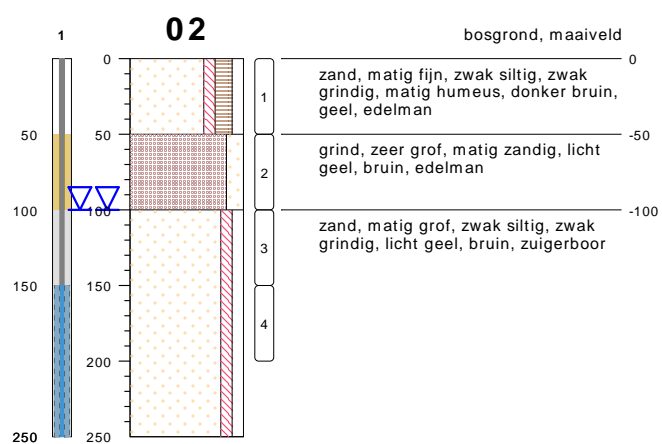 1
02
bosgrond, maaiveld
0
0
zand, matig fijn, zwak siltig, zwak
grindig, matig humeus, donker bruin,
geel, edelman
1
50
50
-50
grind, zeer grof, matig zandig, licht
geel, bruin, edelman
2
100
100
-100
zand, matig grof, zwak siltig, zwak
grindig, licht geel, bruin, zuigerboor
3
150
150
4
200
250
250